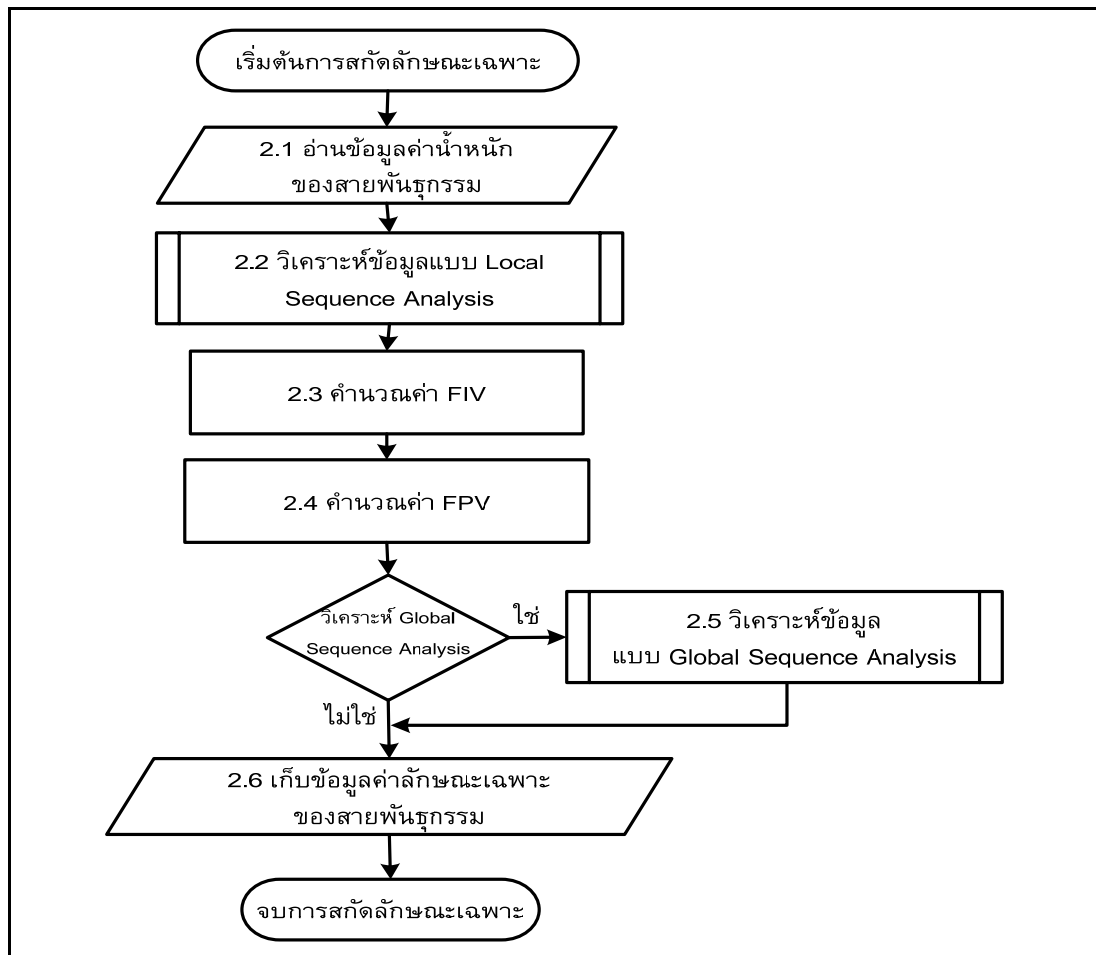 เริ่มต้นการสกัดลักษณะเฉพาะ
2.1 อ่านข้อมูลค่าน้ำหนัก
ของสายพันธุกรรม
2.2 วิเคราะห์ข้อมูลแบบ Local
Sequence Analysis
2.3 คำนวณค่า FIV
2.4 คำนวณค่า FPV
วิเคราะห์ Global
Sequence Analysis
ใช่
2.5 วิเคราะห์ข้อมูล
แบบ Global Sequence Analysis
ไม่ใช่
2.6 เก็บข้อมูลค่าลักษณะเฉพาะ
ของสายพันธุกรรม
จบการสกัดลักษณะเฉพาะ